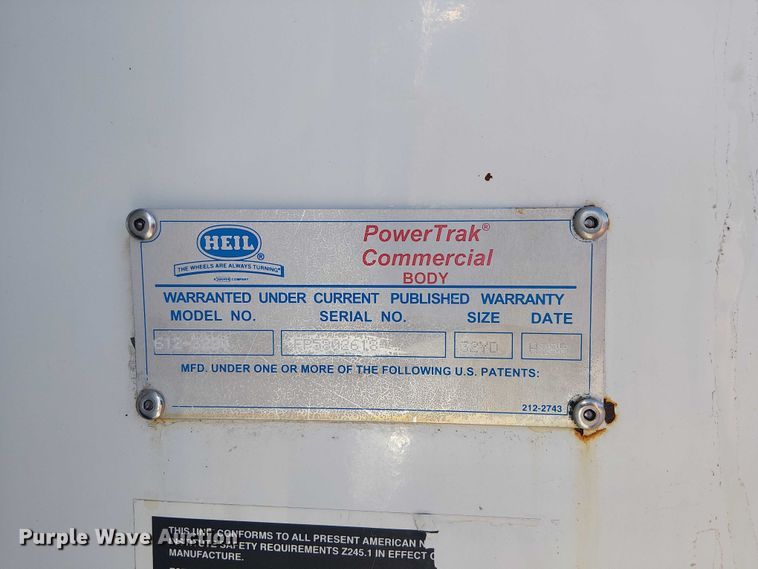 HEIL®
THE WHEELS ARE ALWAYS TURNING®
A COMPANY
PowerTrak®
Commercial
BODY
WARRANTED UNDER CURRENT PUBLISHED WARRANTY
MODEL NO. SERIAL NO. SIZE DATE
32YD
MFD. UNDER ONE OR MORE OF THE FOLLOWING U.S. PATENTS:
212-2743
THIS UNIT CONFORMS TO ALL PRESENT AMERICAN
SAFETY REQUIREMENTS Z245.1 IN EFFECT
MANUFACTURE.
Purple Wave Auction